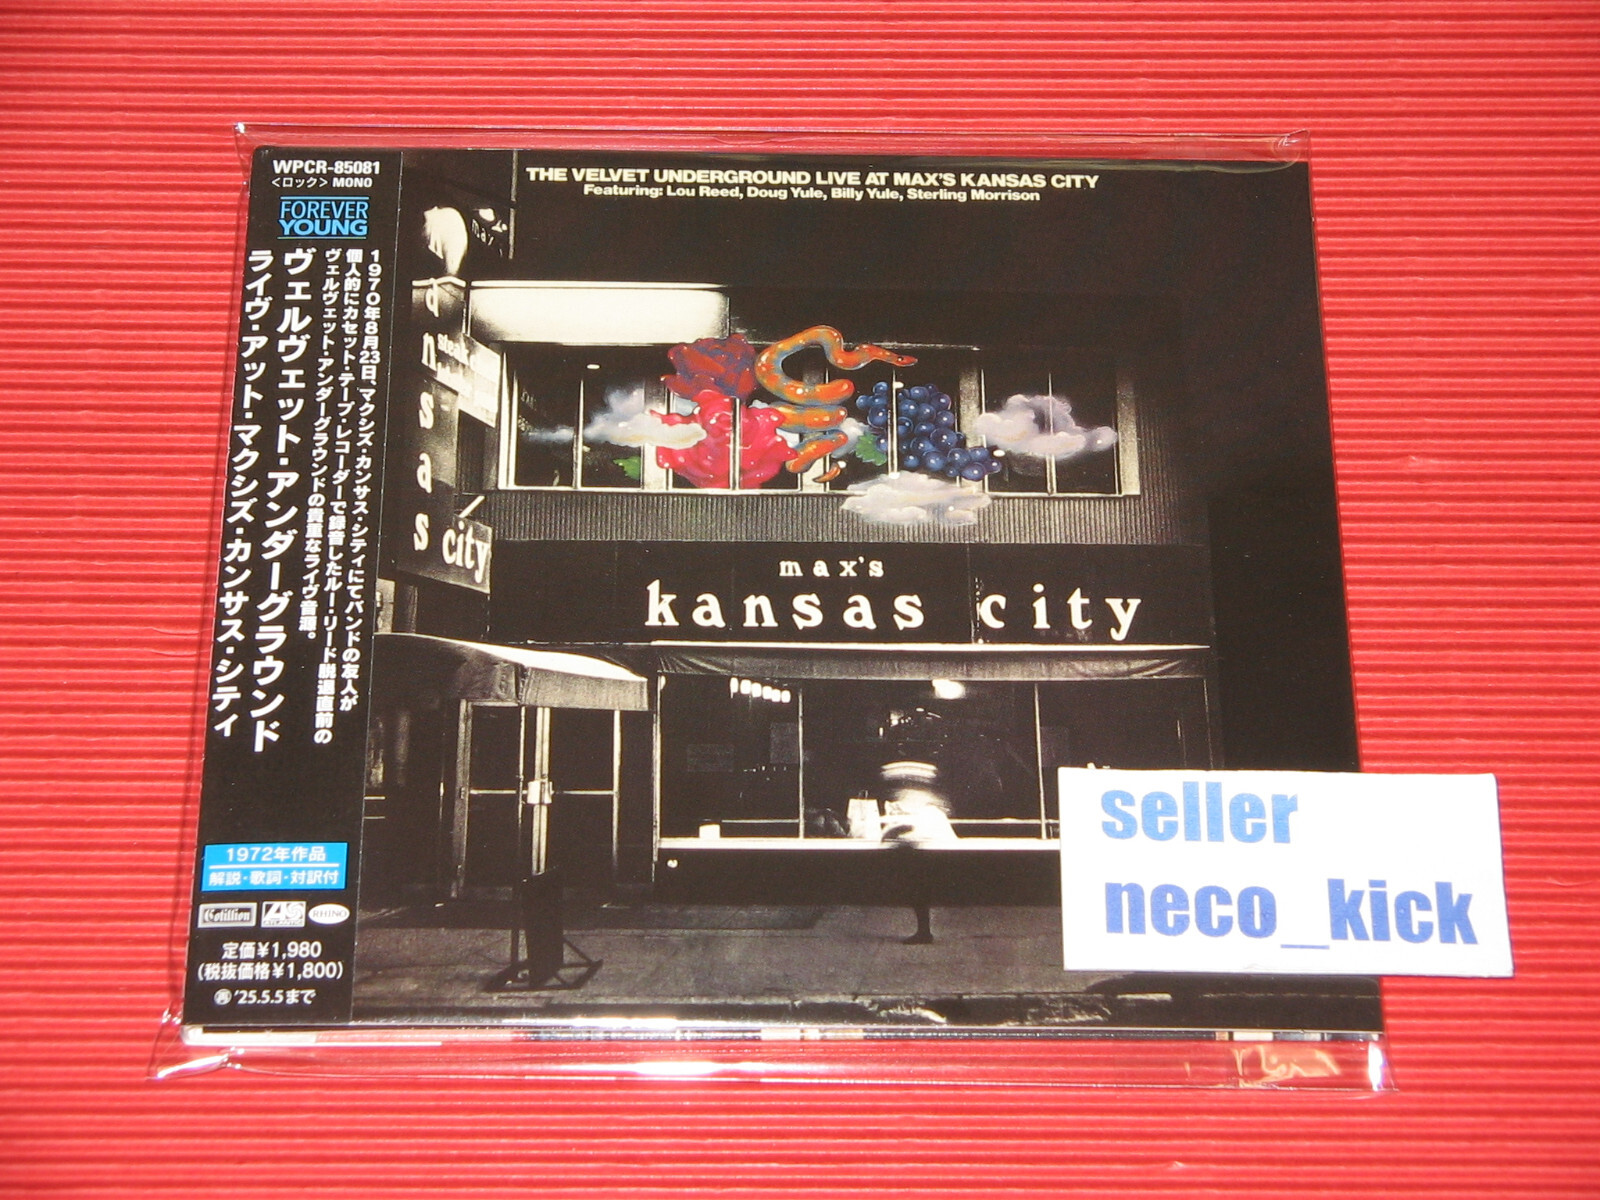 WPCR-85081
<ロック> MONO
FOREVER
YOUNG
1970年8月23日、マクシズ・カンサス・シティにてバンドの友人が
個人的にカセット・テープ・レコーダーで録音したルー・リード脱退直前の
ヴェルヴェット・アンダーグラウンドの貴重なライヴ音源。
ヴェルヴェット・アンダーグラウンド
ライヴ・アット・マクシズ・カンサス・シティ
1972年作品
解説・歌詞・対訳付
Cotillion
ATLANTIC
RHINO
定価¥1,980
(税抜価格¥1,800)
'25.5.5まで
THE VELVET UNDERGROUND LIVE AT MAX'S KANSAS CITY
Featuring: Lou Reed, Doug Yule, Billy Yule, Sterling Morrison
max's
kansas
steak
city
max's
kansas city
seller
neco_kick